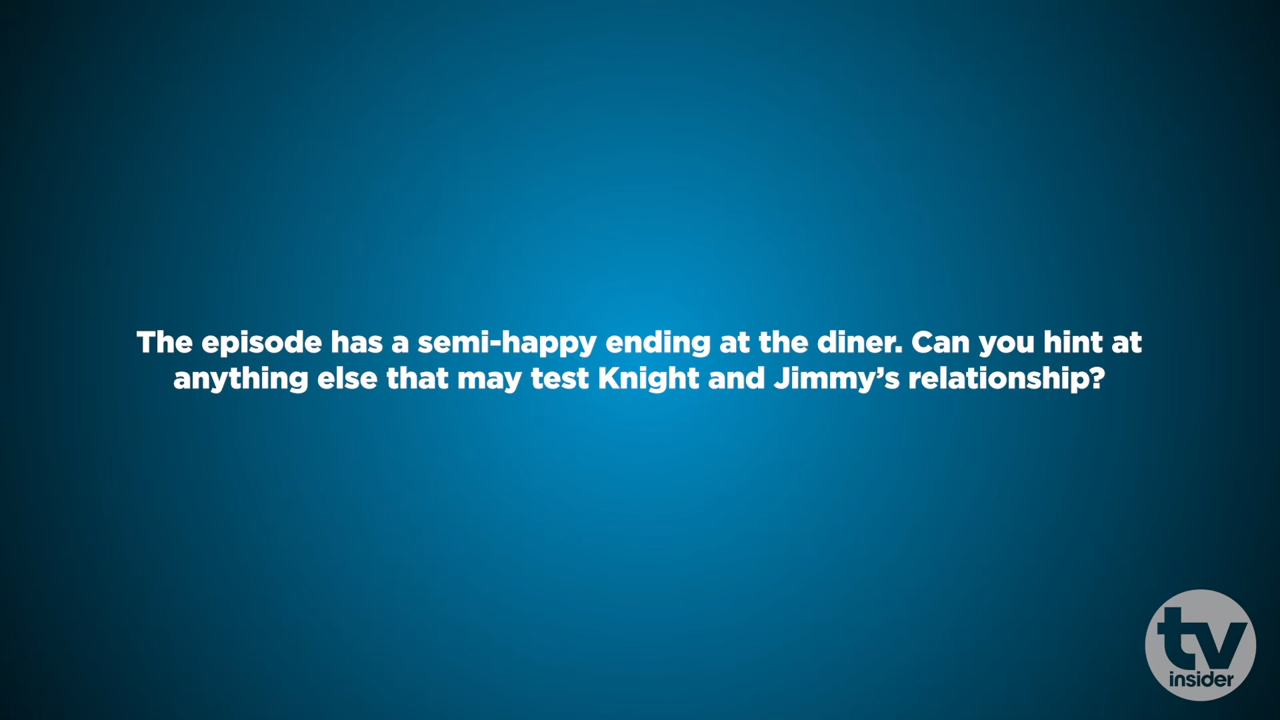 The episode has a semi-happy ending at the diner. Can you hint at
anything else that may test Knight and Jimmy’s relationship?
tv
insider